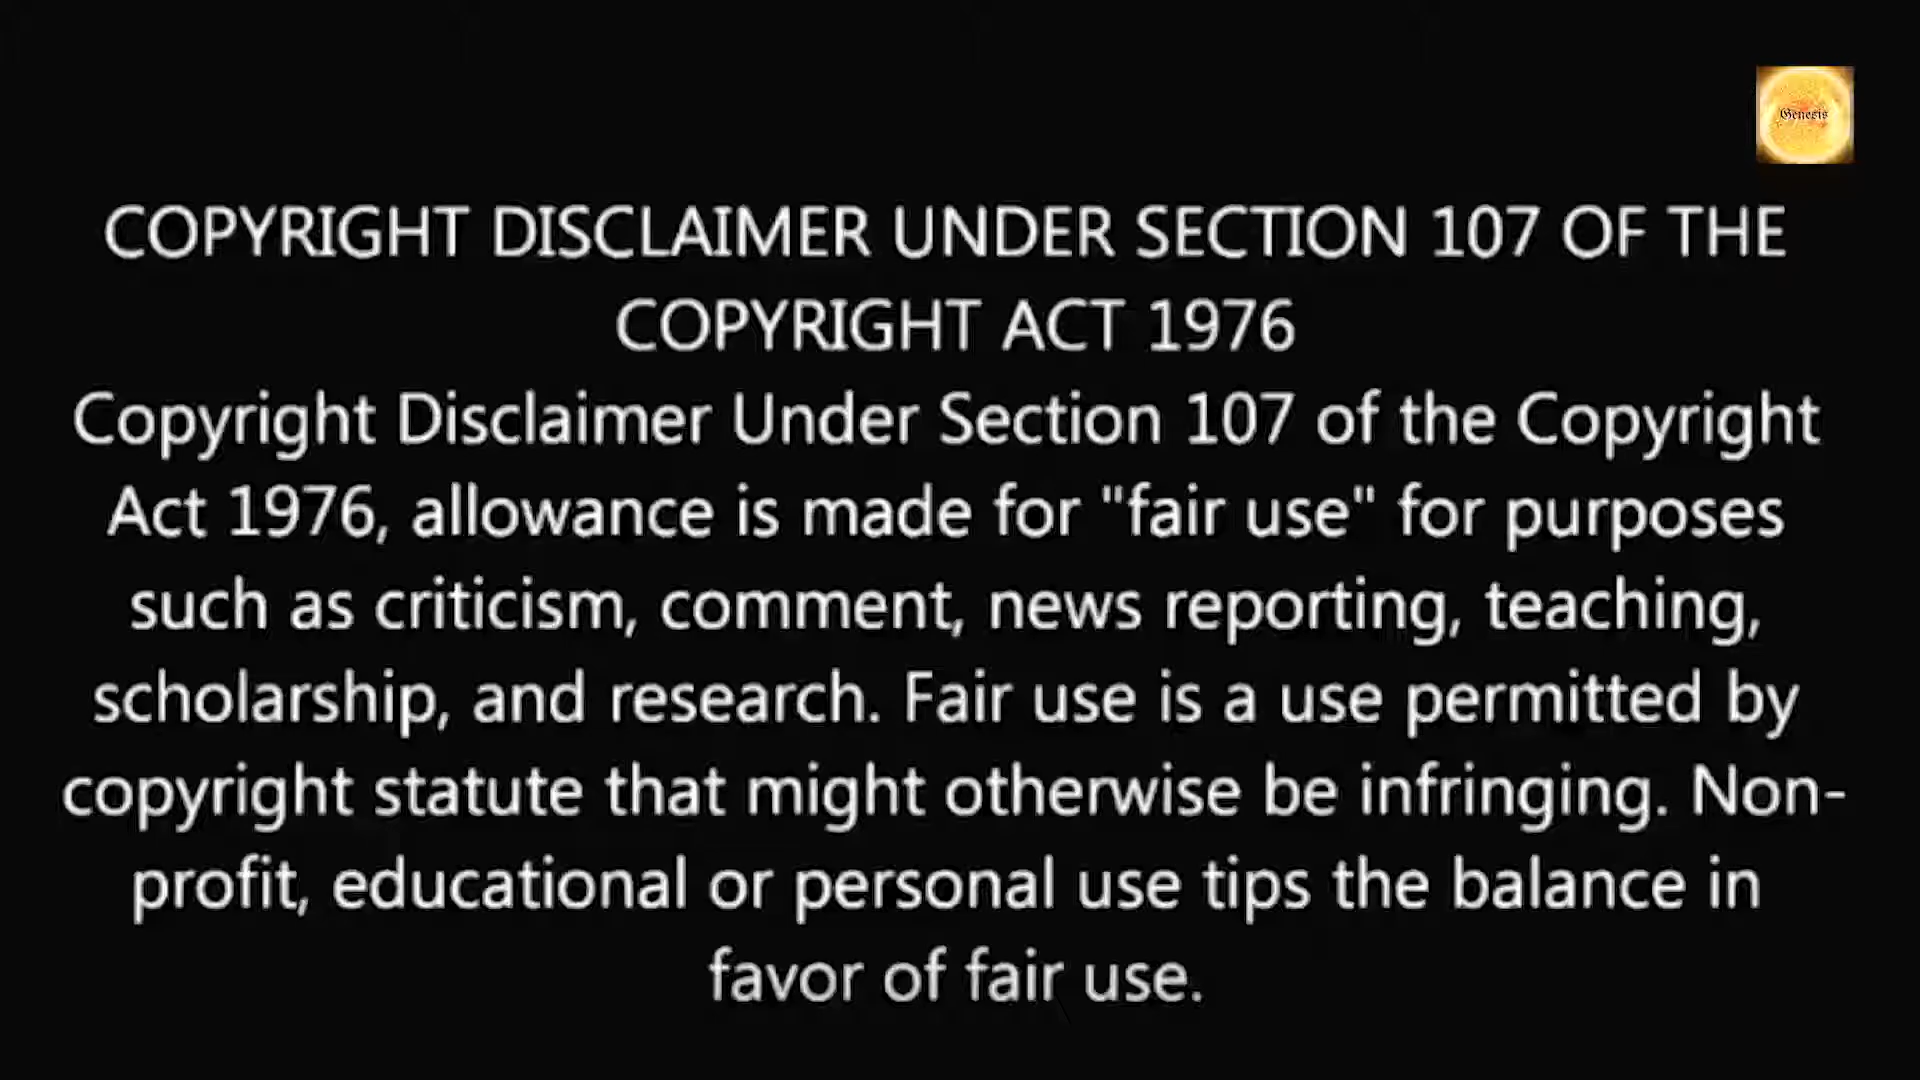 Genesis
COPYRIGHT DISCLAIMER UNDER SECTION 107 OF THE
COPYRIGHT ACT 1976
Copyright Disclaimer Under Section 107 of the Copyright
Act 1976, allowance is made for "fair use" for purposes
such as criticism, comment, news reporting, teaching,
scholarship, and research. Fair use is a use permitted by
copyright statute that might otherwise be infringing. Non-
profit, educational or personal use tips the balance in
favor of fair use.